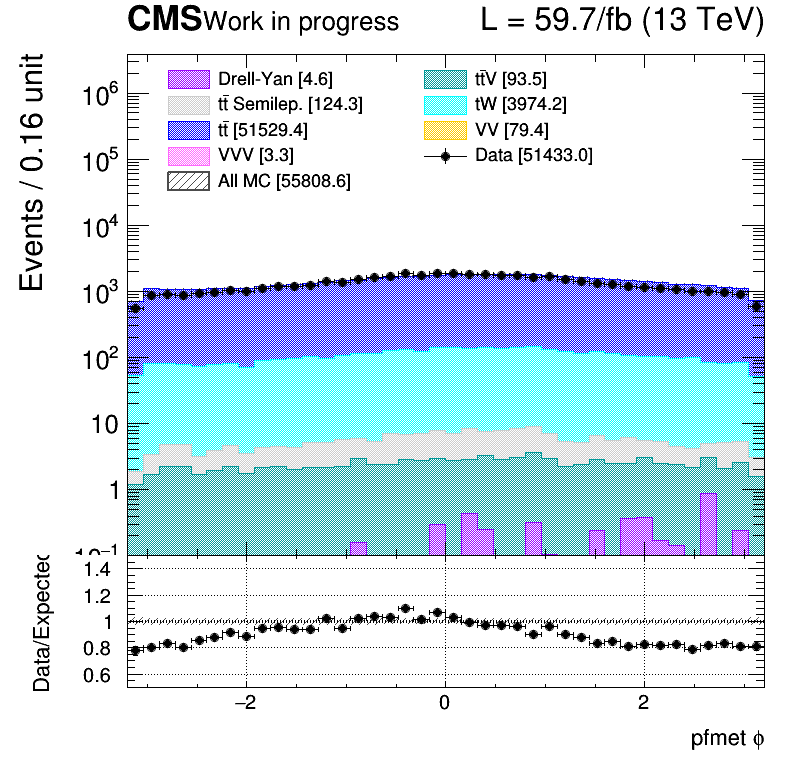 CMS Work in progress L = 59.7/fb (13 TeV)
Events / 0.16 unit
Drell-Yan [4.6]
tt̄V [93.5]
tt̄ Semilep. [124.3]
tW [3974.2]
tt̄ [51529.4]
VV [79.4]
VVV [3.3]
Data [51433.0]
All MC [55808.6]
10⁶
10⁵
10⁴
10³
10²
10
1
10⁻¹
Data/Expected
1.4
1.2
1
0.8
0.6
−2 0 2
pfmet ϕ